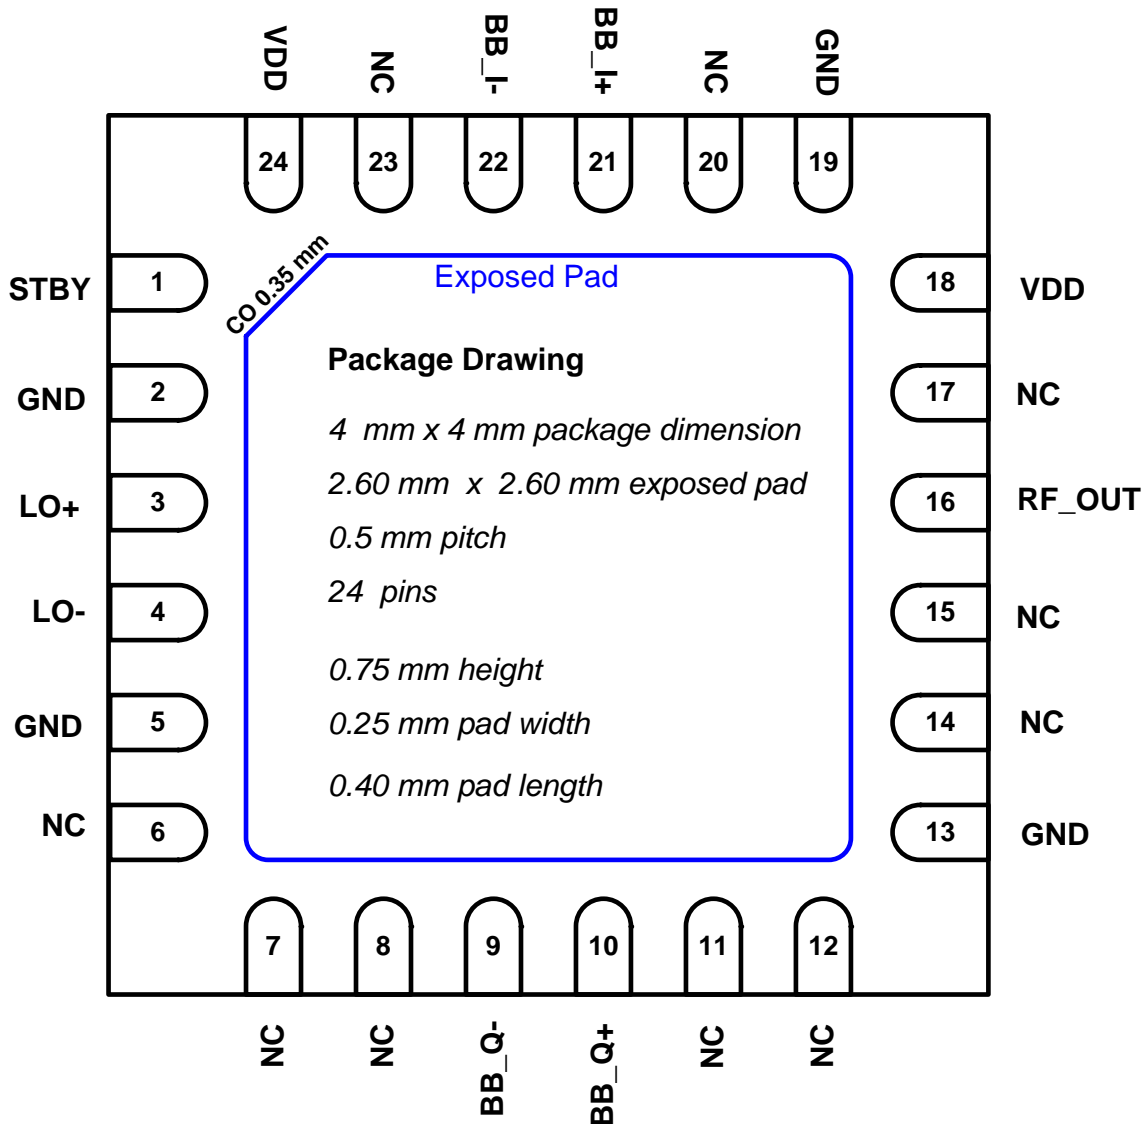 VDD
NC
BB_I-
BB_I+
NC
GND
24
23
22
21
20
19
STBY
1
CO 0.35 mm
Exposed Pad
18
VDD
GND
2
Package Drawing
17
NC
4 mm x 4 mm package dimension
LO+
3
2.60 mm x 2.60 mm exposed pad
16
RF_OUT
0.5 mm pitch
LO-
4
24 pins
15
NC
0.75 mm height
GND
5
0.25 mm pad width
14
NC
0.40 mm pad length
NC
6
13
GND
7
8
9
10
11
12
NC
NC
BB_Q-
BB_Q+
NC
NC